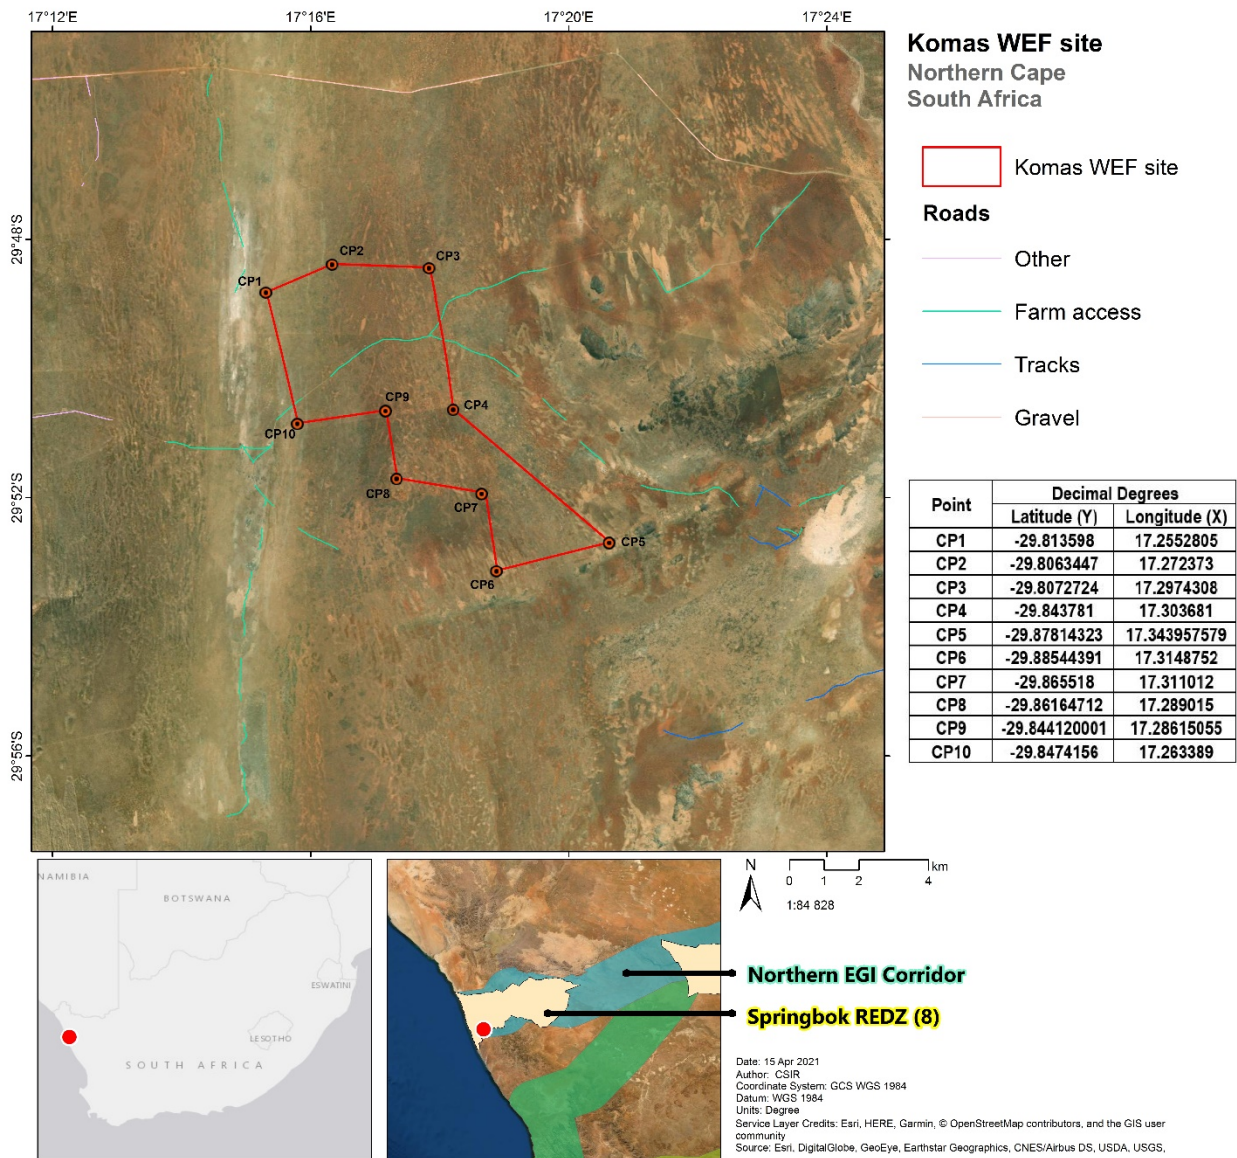 17°12'E 17°16'E 17°20'E 17°24'E
29°48'S
29°52'S
29°56'S
CP1
CP2
CP3
CP4
CP5
CP6
CP7
CP8
CP9
CP10
Komas WEF site
Northern Cape
South Africa
Komas WEF site
Roads
Other
Farm access
Tracks
Gravel
Point Decimal Degrees
Latitude (Y) Longitude (X)
CP1 -29.813598 17.2552805
CP2 -29.8063447 17.272373
CP3 -29.8072724 17.2974308
CP4 -29.843781 17.303681
CP5 -29.87814323 17.343957579
CP6 -29.88544391 17.3148752
CP7 -29.865518 17.311012
CP8 -29.86164712 17.289015
CP9 -29.844120001 17.28615055
CP10 -29.8474156 17.263389
NAMIBIA
BOTSWANA
ESWATINI
LESOTHO
SOUTH AFRICA
N
0 1 2 4 km
1:84 828
Northern EGI Corridor
Springbok REDZ (8)
Date: 15 Apr 2021
Author: CSIR
Coordinate System: GCS WGS 1984
Datum: WGS 1984
Units: Degree
Service Layer Credits: Esri, HERE, Garmin, © OpenStreetMap contributors, and the GIS user
community
Source: Esri, DigitalGlobe, GeoEye, Earthstar Geographics, CNES/Airbus DS, USDA, USGS,